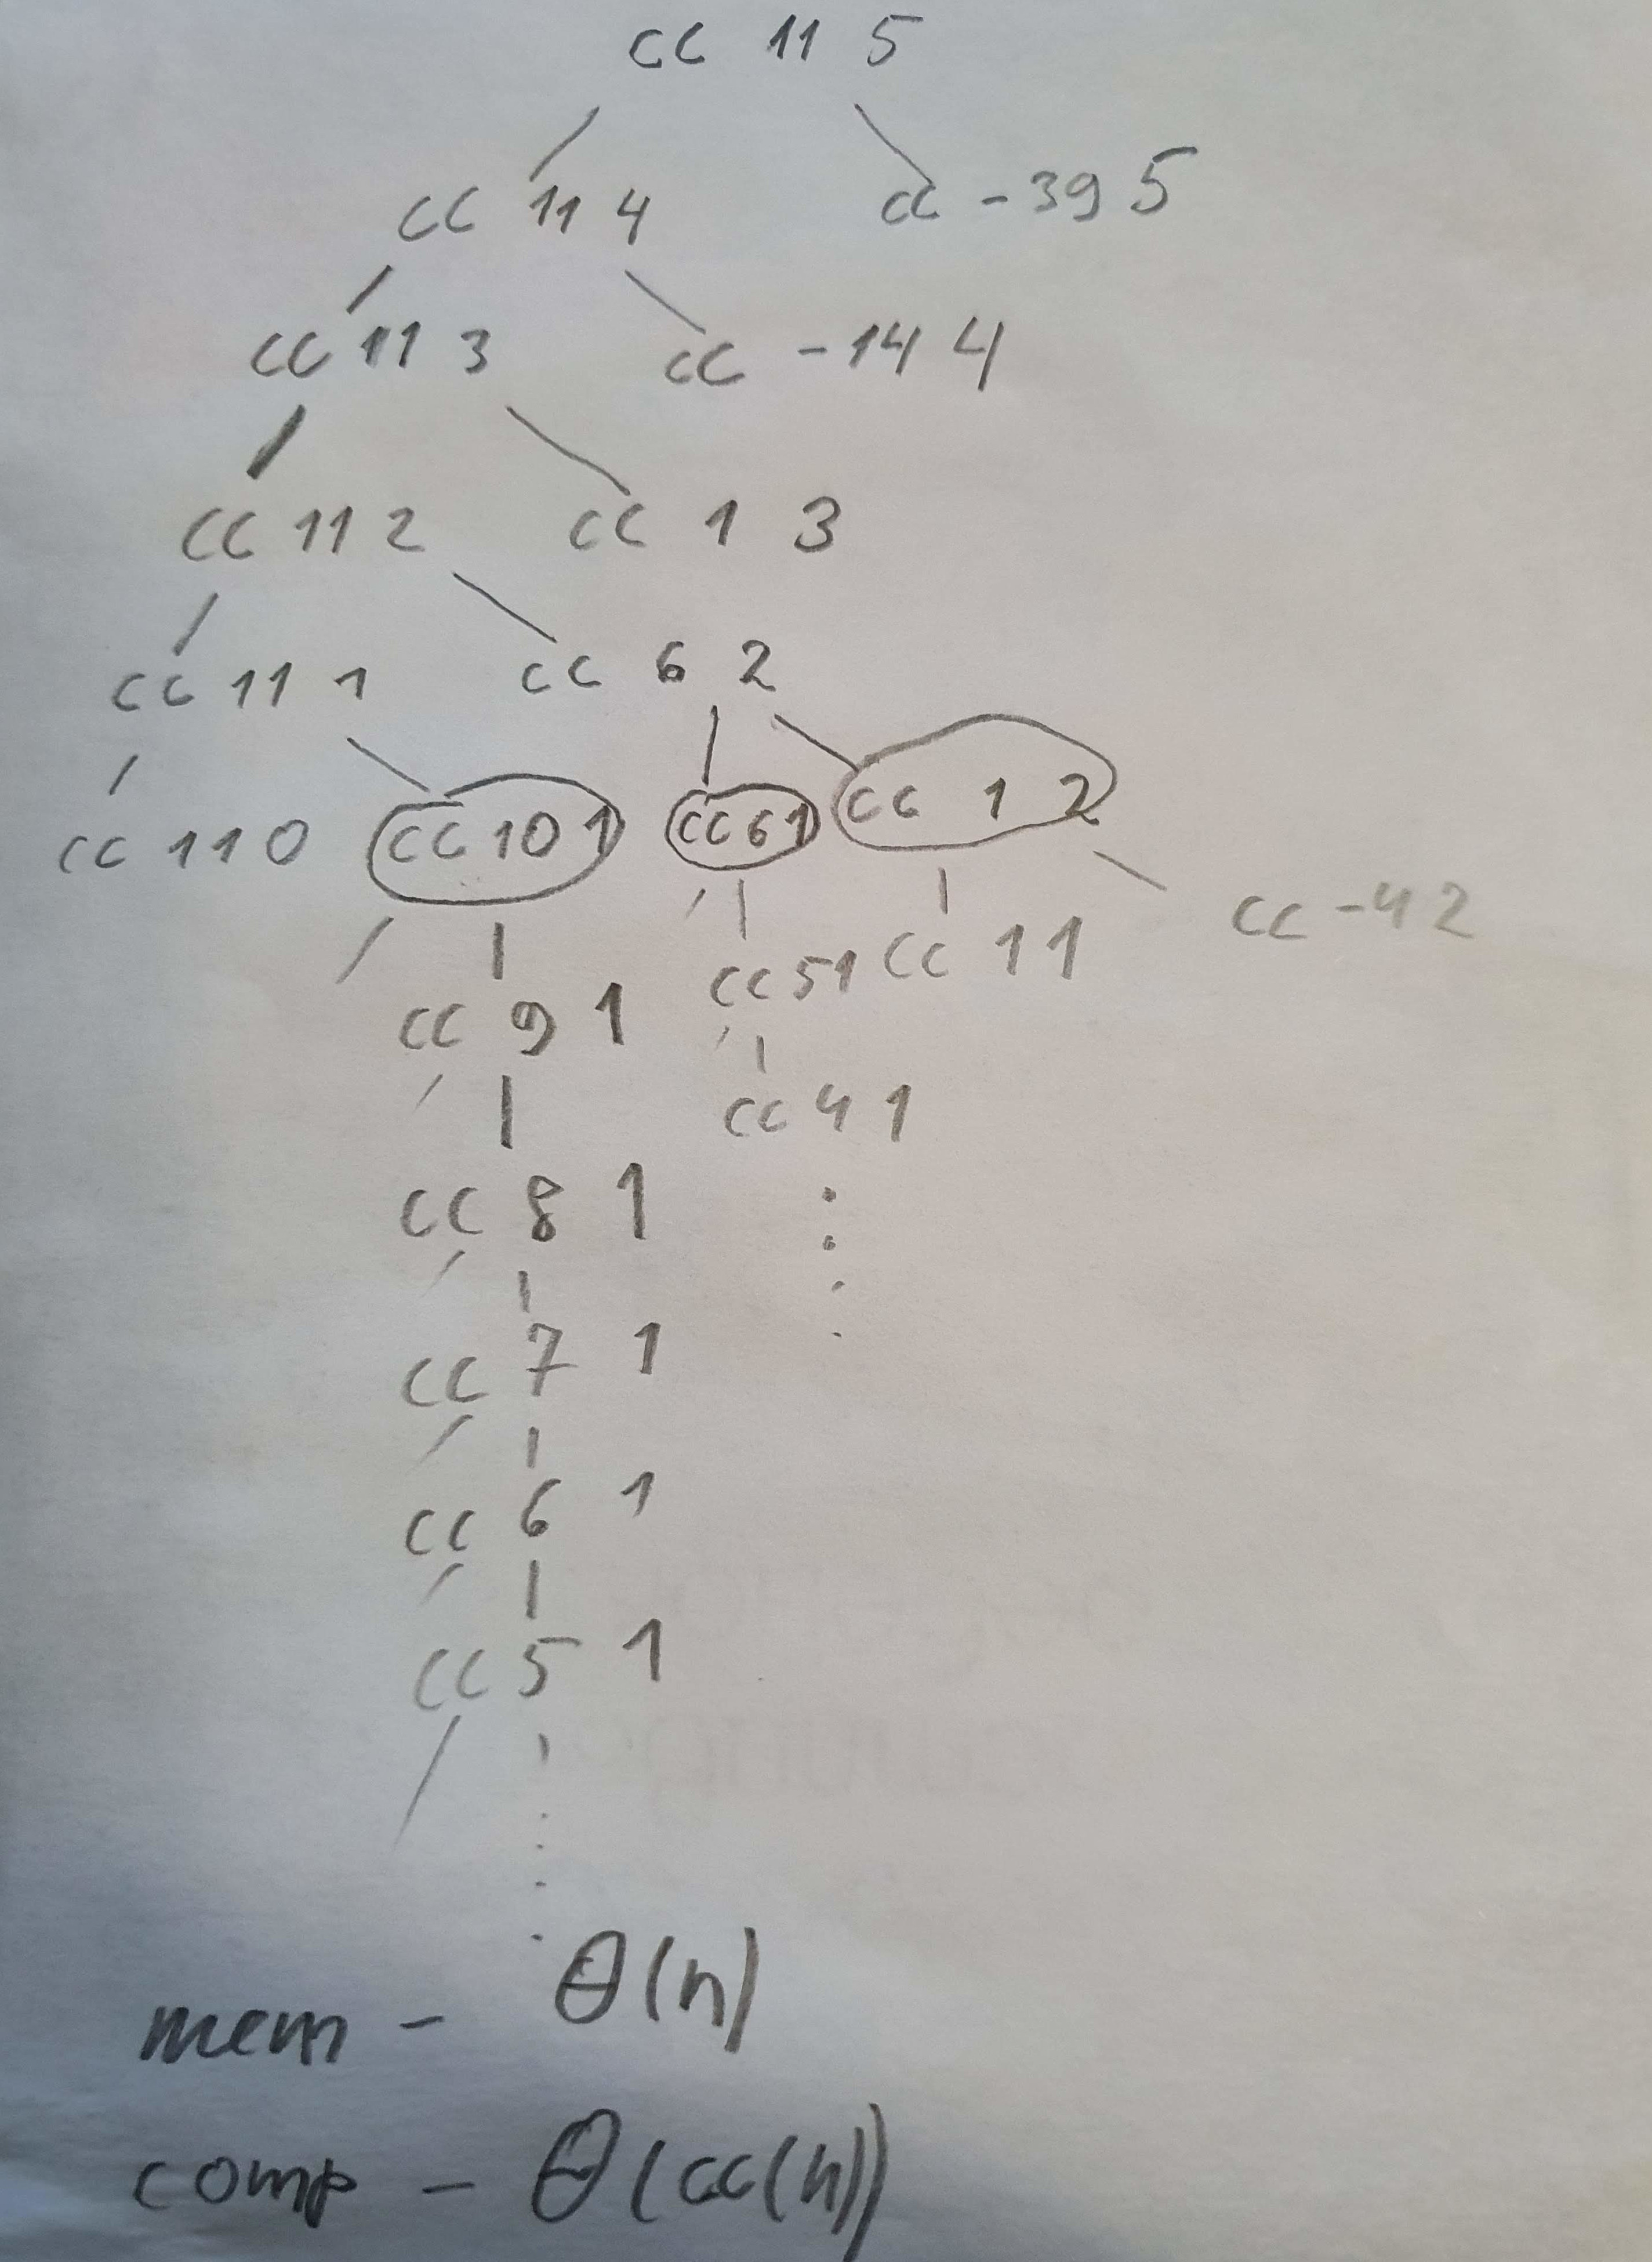 cc 11 5
cc 11 4 cc -39 5
cc 11 3 cc -14 4
cc 11 2 cc 1 3
cc 11 1 cc 6 2
cc 11 0 cc 10 1 cc 6 1 cc 1 2
cc 9 1 cc 5 1 cc 1 1 cc -4 2
cc 8 1 cc 4 1
cc 7 1
cc 6 1
cc 5 1
mem - Θ(n)
comp - Θ(cc(n))